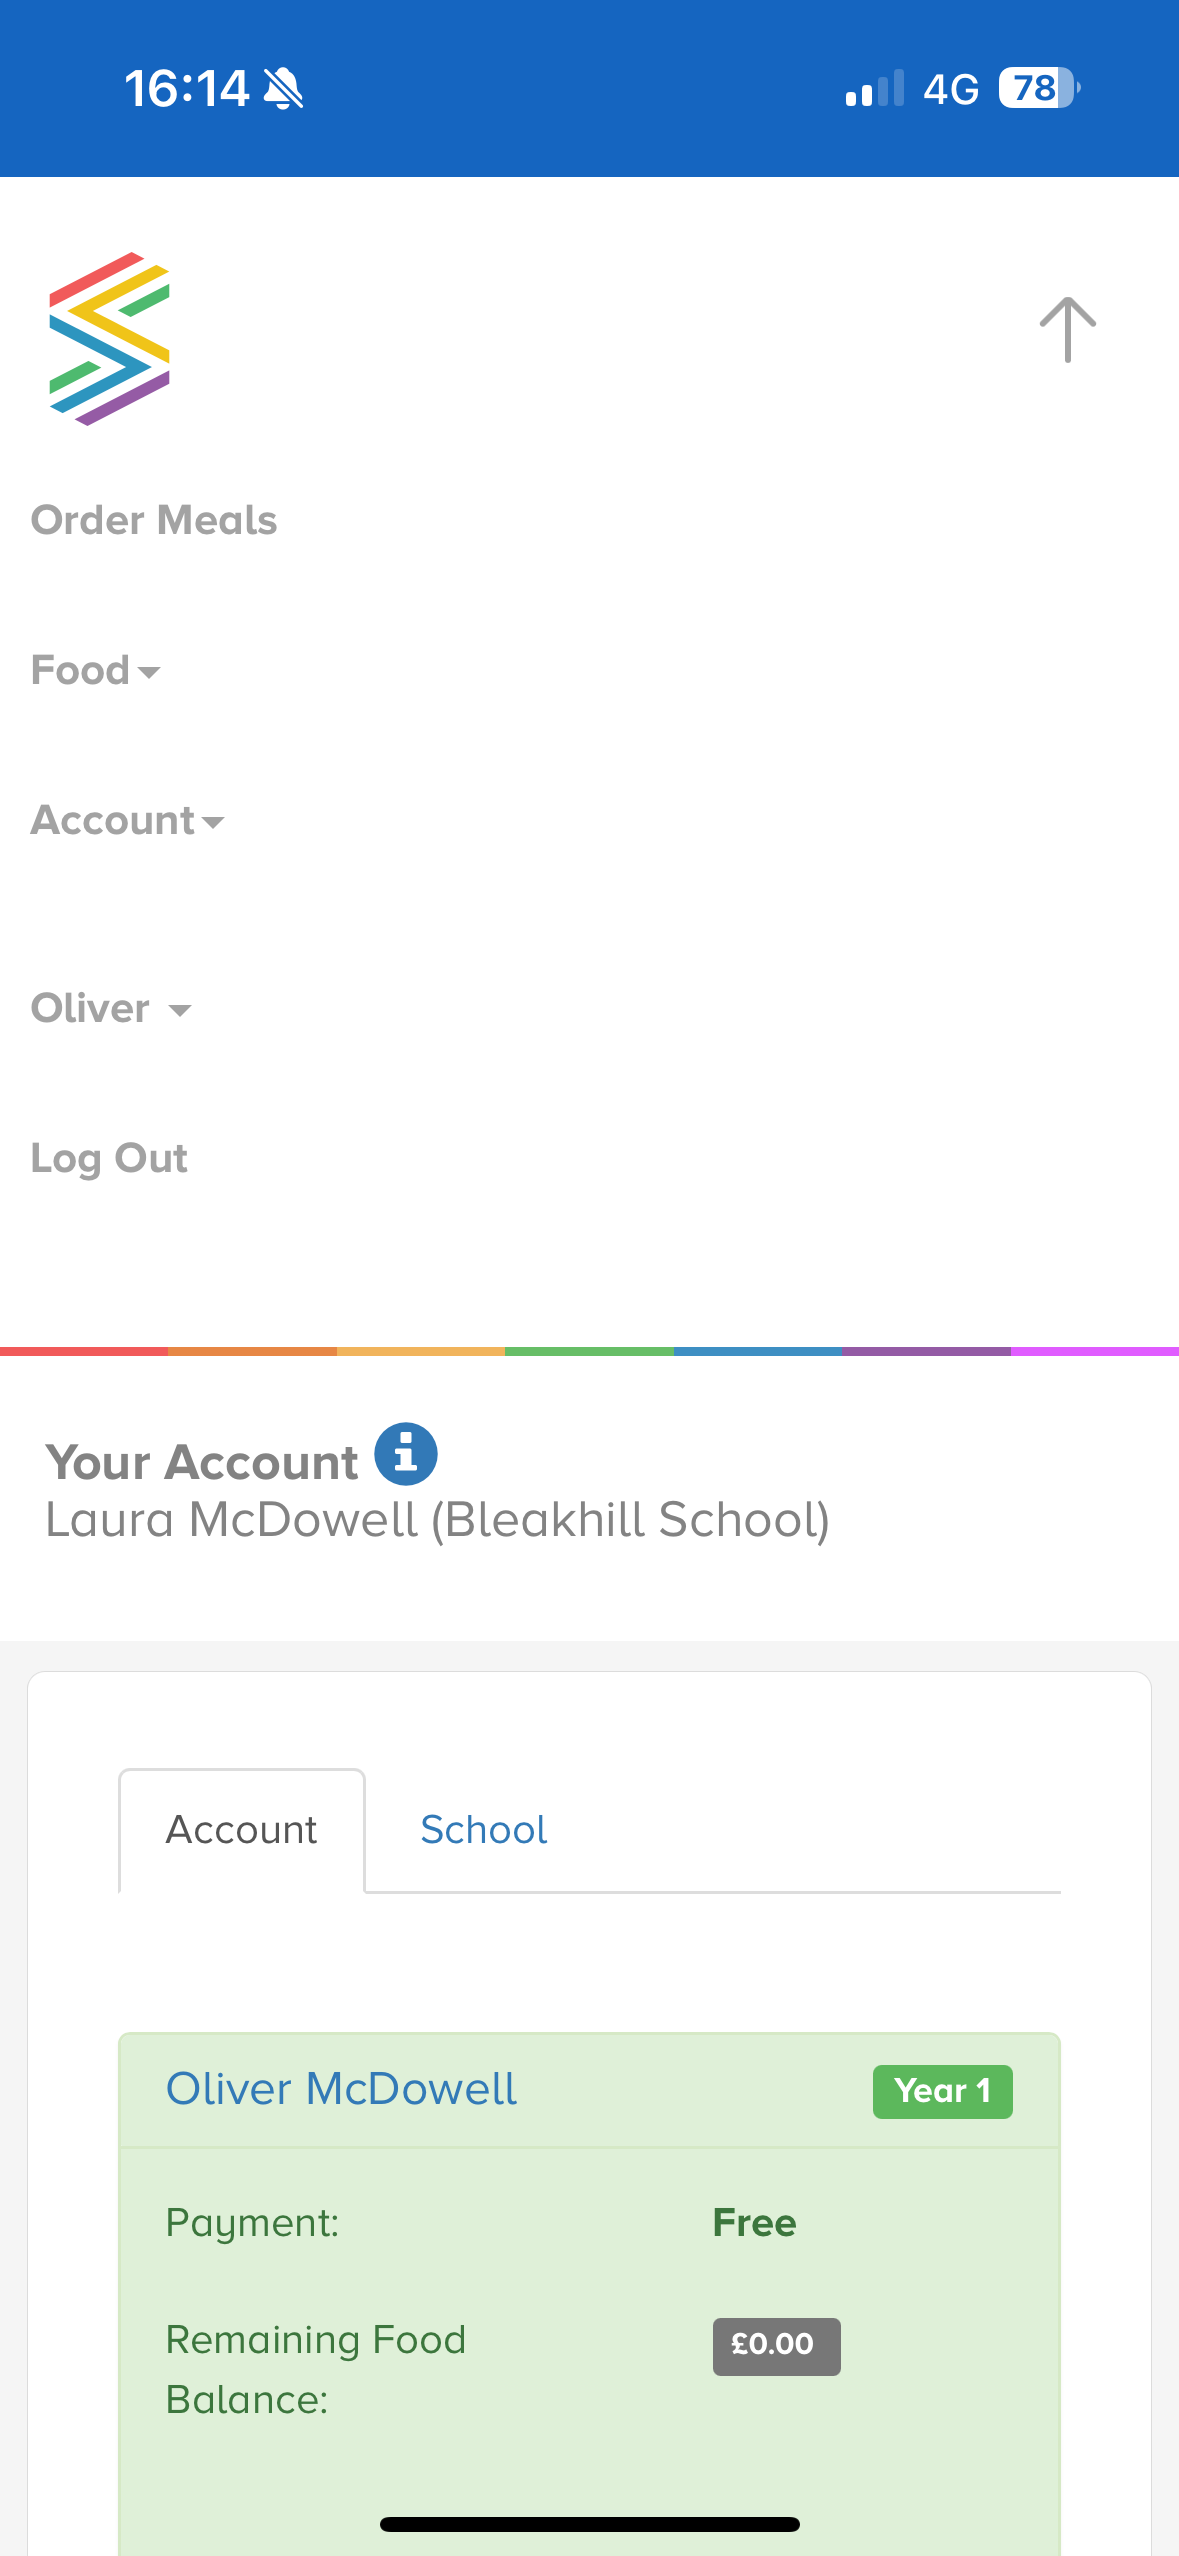 16:14 4G 78
Order Meals
Food
Account
Oliver
Log Out
Your Account
Laura McDowell (Bleakhill School)
Account School
Oliver McDowell Year 1
Payment: Free
Remaining Food £0.00
Balance: